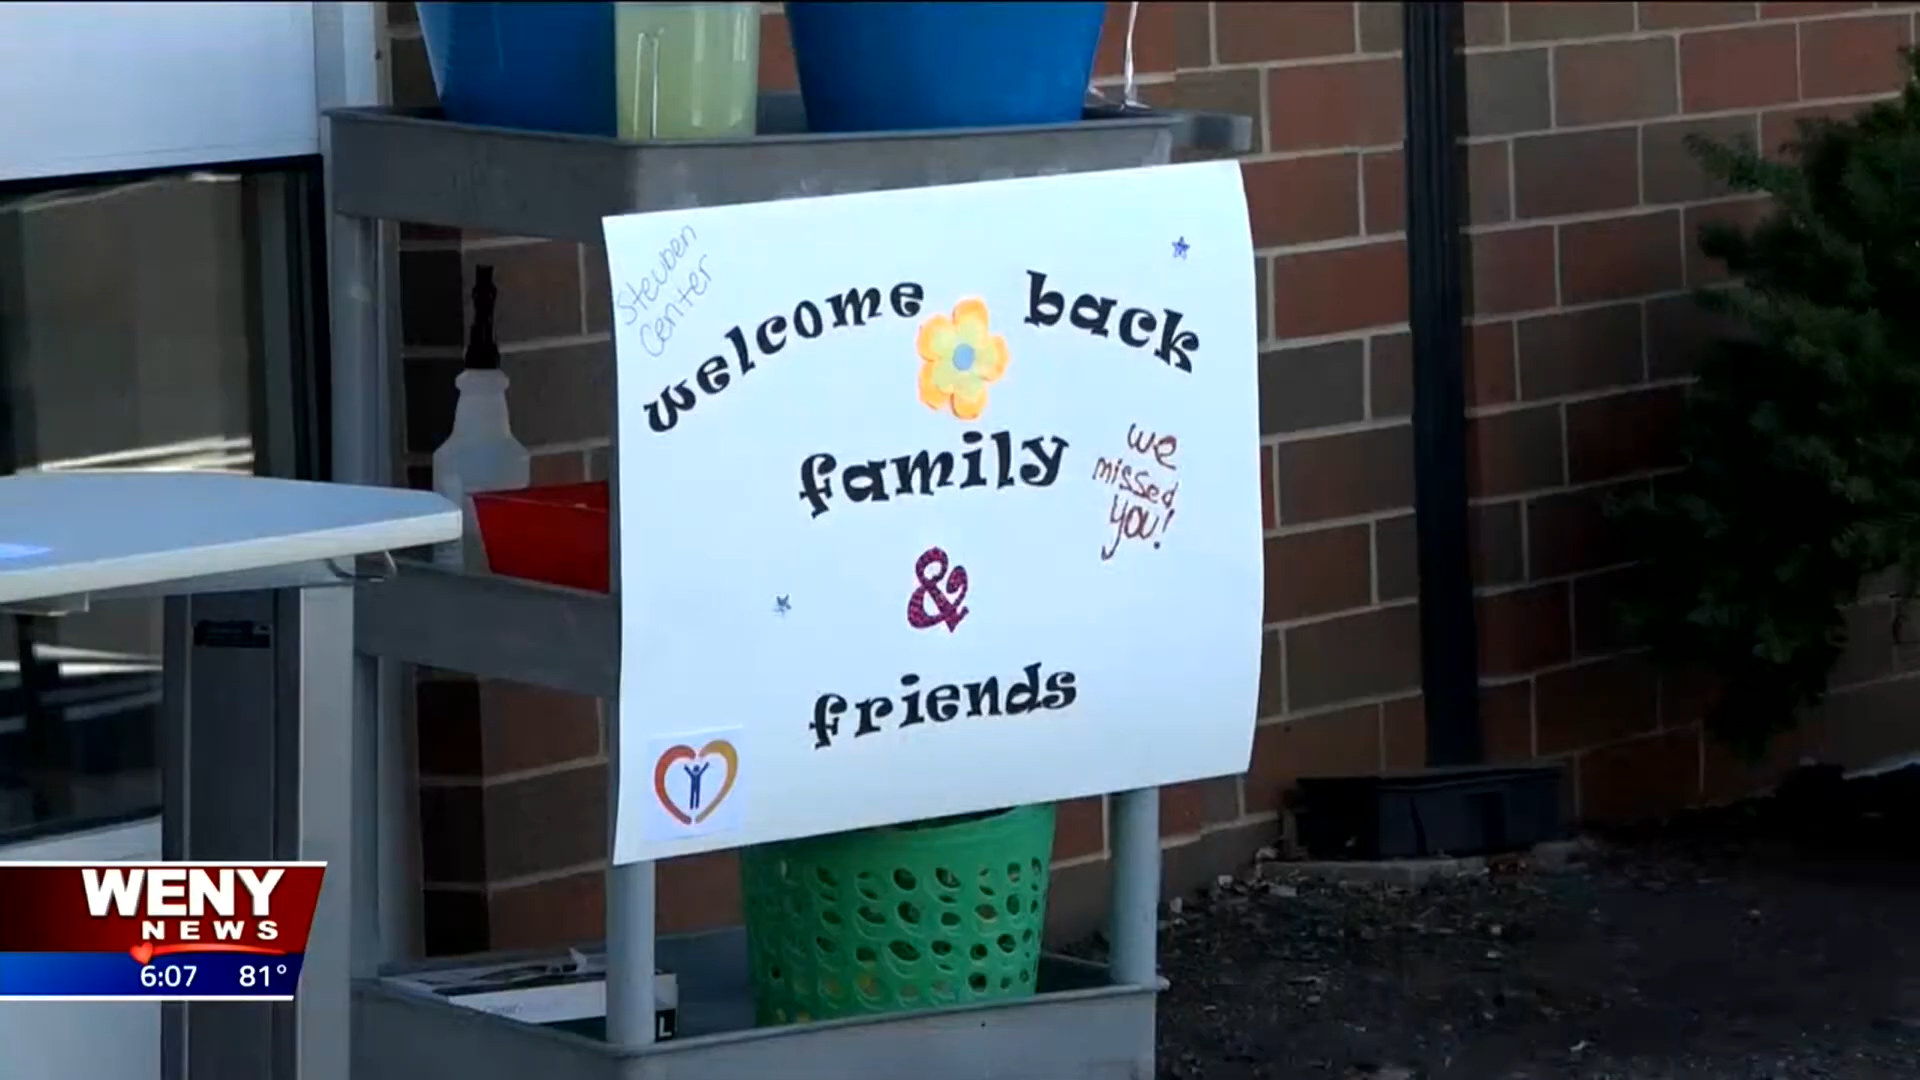 Steuben
Center
welcome back
family
we
missed
you!
&
friends
WENY
NEWS
6:07 81°
L